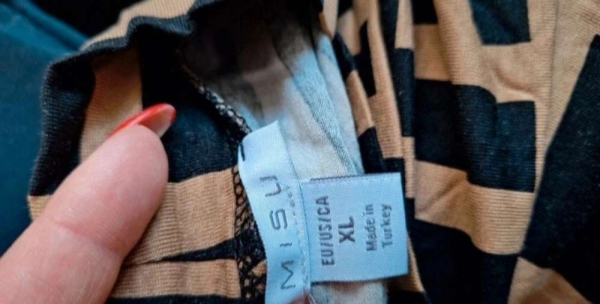 MISU
EU/US/CA
XL
Made in
Turkey